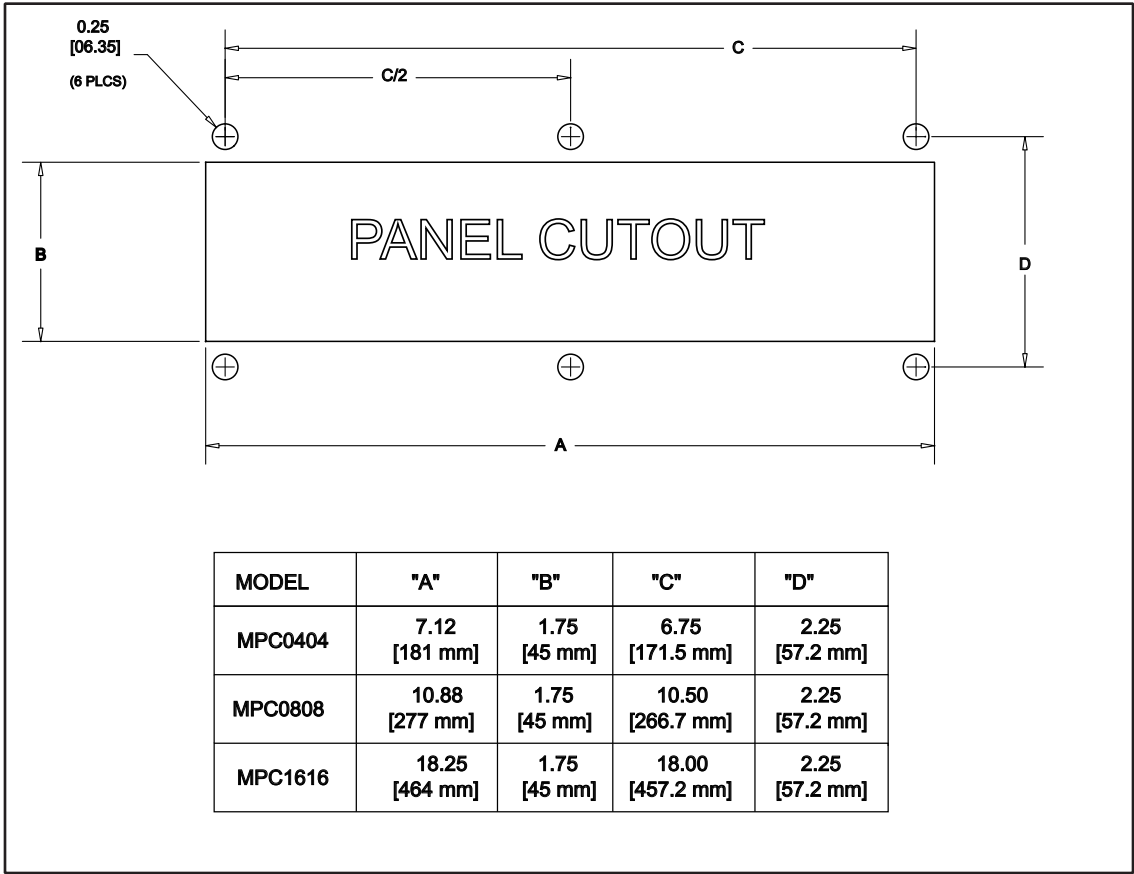 0.25
[06.35]
(6 PLCS)
C
C/2
B
PANEL CUTOUT
D
A
MODEL "A" "B" "C" "D"
MPC0404 7.12 [181 mm] 1.75 [45 mm] 6.75 [171.5 mm] 2.25 [57.2 mm]
MPC0808 10.88 [277 mm] 1.75 [45 mm] 10.50 [266.7 mm] 2.25 [57.2 mm]
MPC1616 18.25 [464 mm] 1.75 [45 mm] 18.00 [457.2 mm] 2.25 [57.2 mm]